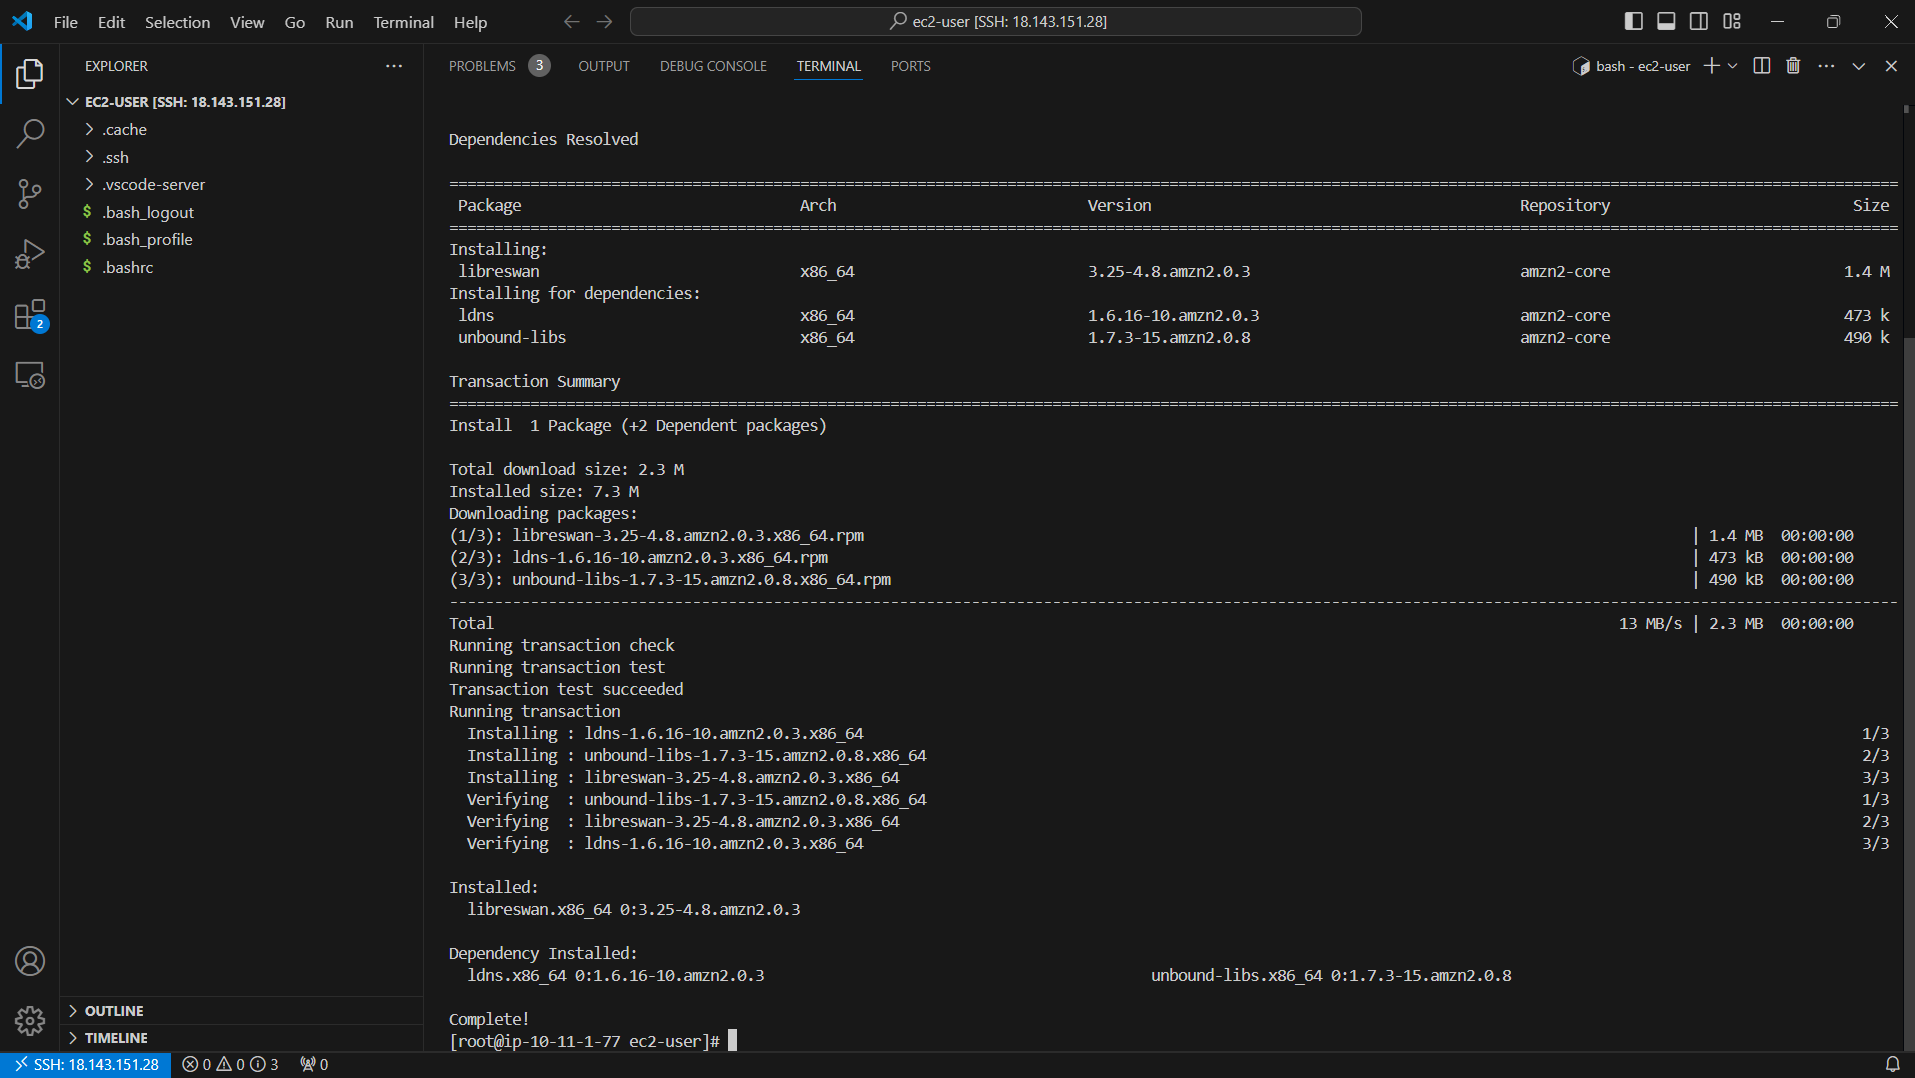 File Edit Selection View Go Run Terminal Help
ec2-user [SSH: 18.143.151.28]
EXPLORER
EC2-USER [SSH: 18.143.151.28]
.cache
.ssh
.vscode-server
$ .bash_logout
$ .bash_profile
$ .bashrc
2
OUTLINE
TIMELINE
PROBLEMS 3 OUTPUT DEBUG CONSOLE TERMINAL PORTS
bash - ec2-user
Dependencies Resolved
================================================================================
Package Arch Version Repository Size
================================================================================
Installing:
libreswan x86_64 3.25-4.8.amzn2.0.3 amzn2-core 1.4 M
Installing for dependencies:
ldns x86_64 1.6.16-10.amzn2.0.3 amzn2-core 473 k
unbound-libs x86_64 1.7.3-15.amzn2.0.8 amzn2-core 490 k
Transaction Summary
================================================================================
Install 1 Package (+2 Dependent packages)
Total download size: 2.3 M
Installed size: 7.3 M
Downloading packages:
(1/3): libreswan-3.25-4.8.amzn2.0.3.x86_64.rpm | 1.4 MB 00:00:00
(2/3): ldns-1.6.16-10.amzn2.0.3.x86_64.rpm | 473 kB 00:00:00
(3/3): unbound-libs-1.7.3-15.amzn2.0.8.x86_64.rpm | 490 kB 00:00:00
--------------------------------------------------------------------------------
Total 13 MB/s | 2.3 MB 00:00:00
Running transaction check
Running transaction test
Transaction test succeeded
Running transaction
Installing : ldns-1.6.16-10.amzn2.0.3.x86_64 1/3
Installing : unbound-libs-1.7.3-15.amzn2.0.8.x86_64 2/3
Installing : libreswan-3.25-4.8.amzn2.0.3.x86_64 3/3
Verifying : unbound-libs-1.7.3-15.amzn2.0.8.x86_64 1/3
Verifying : libreswan-3.25-4.8.amzn2.0.3.x86_64 2/3
Verifying : ldns-1.6.16-10.amzn2.0.3.x86_64 3/3
Installed:
libreswan.x86_64 0:3.25-4.8.amzn2.0.3
Dependency Installed:
ldns.x86_64 0:1.6.16-10.amzn2.0.3 unbound-libs.x86_64 0:1.7.3-15.amzn2.0.8
Complete!
[root@ip-10-11-1-77 ec2-user]#
SSH: 18.143.151.28 0 0 3 0